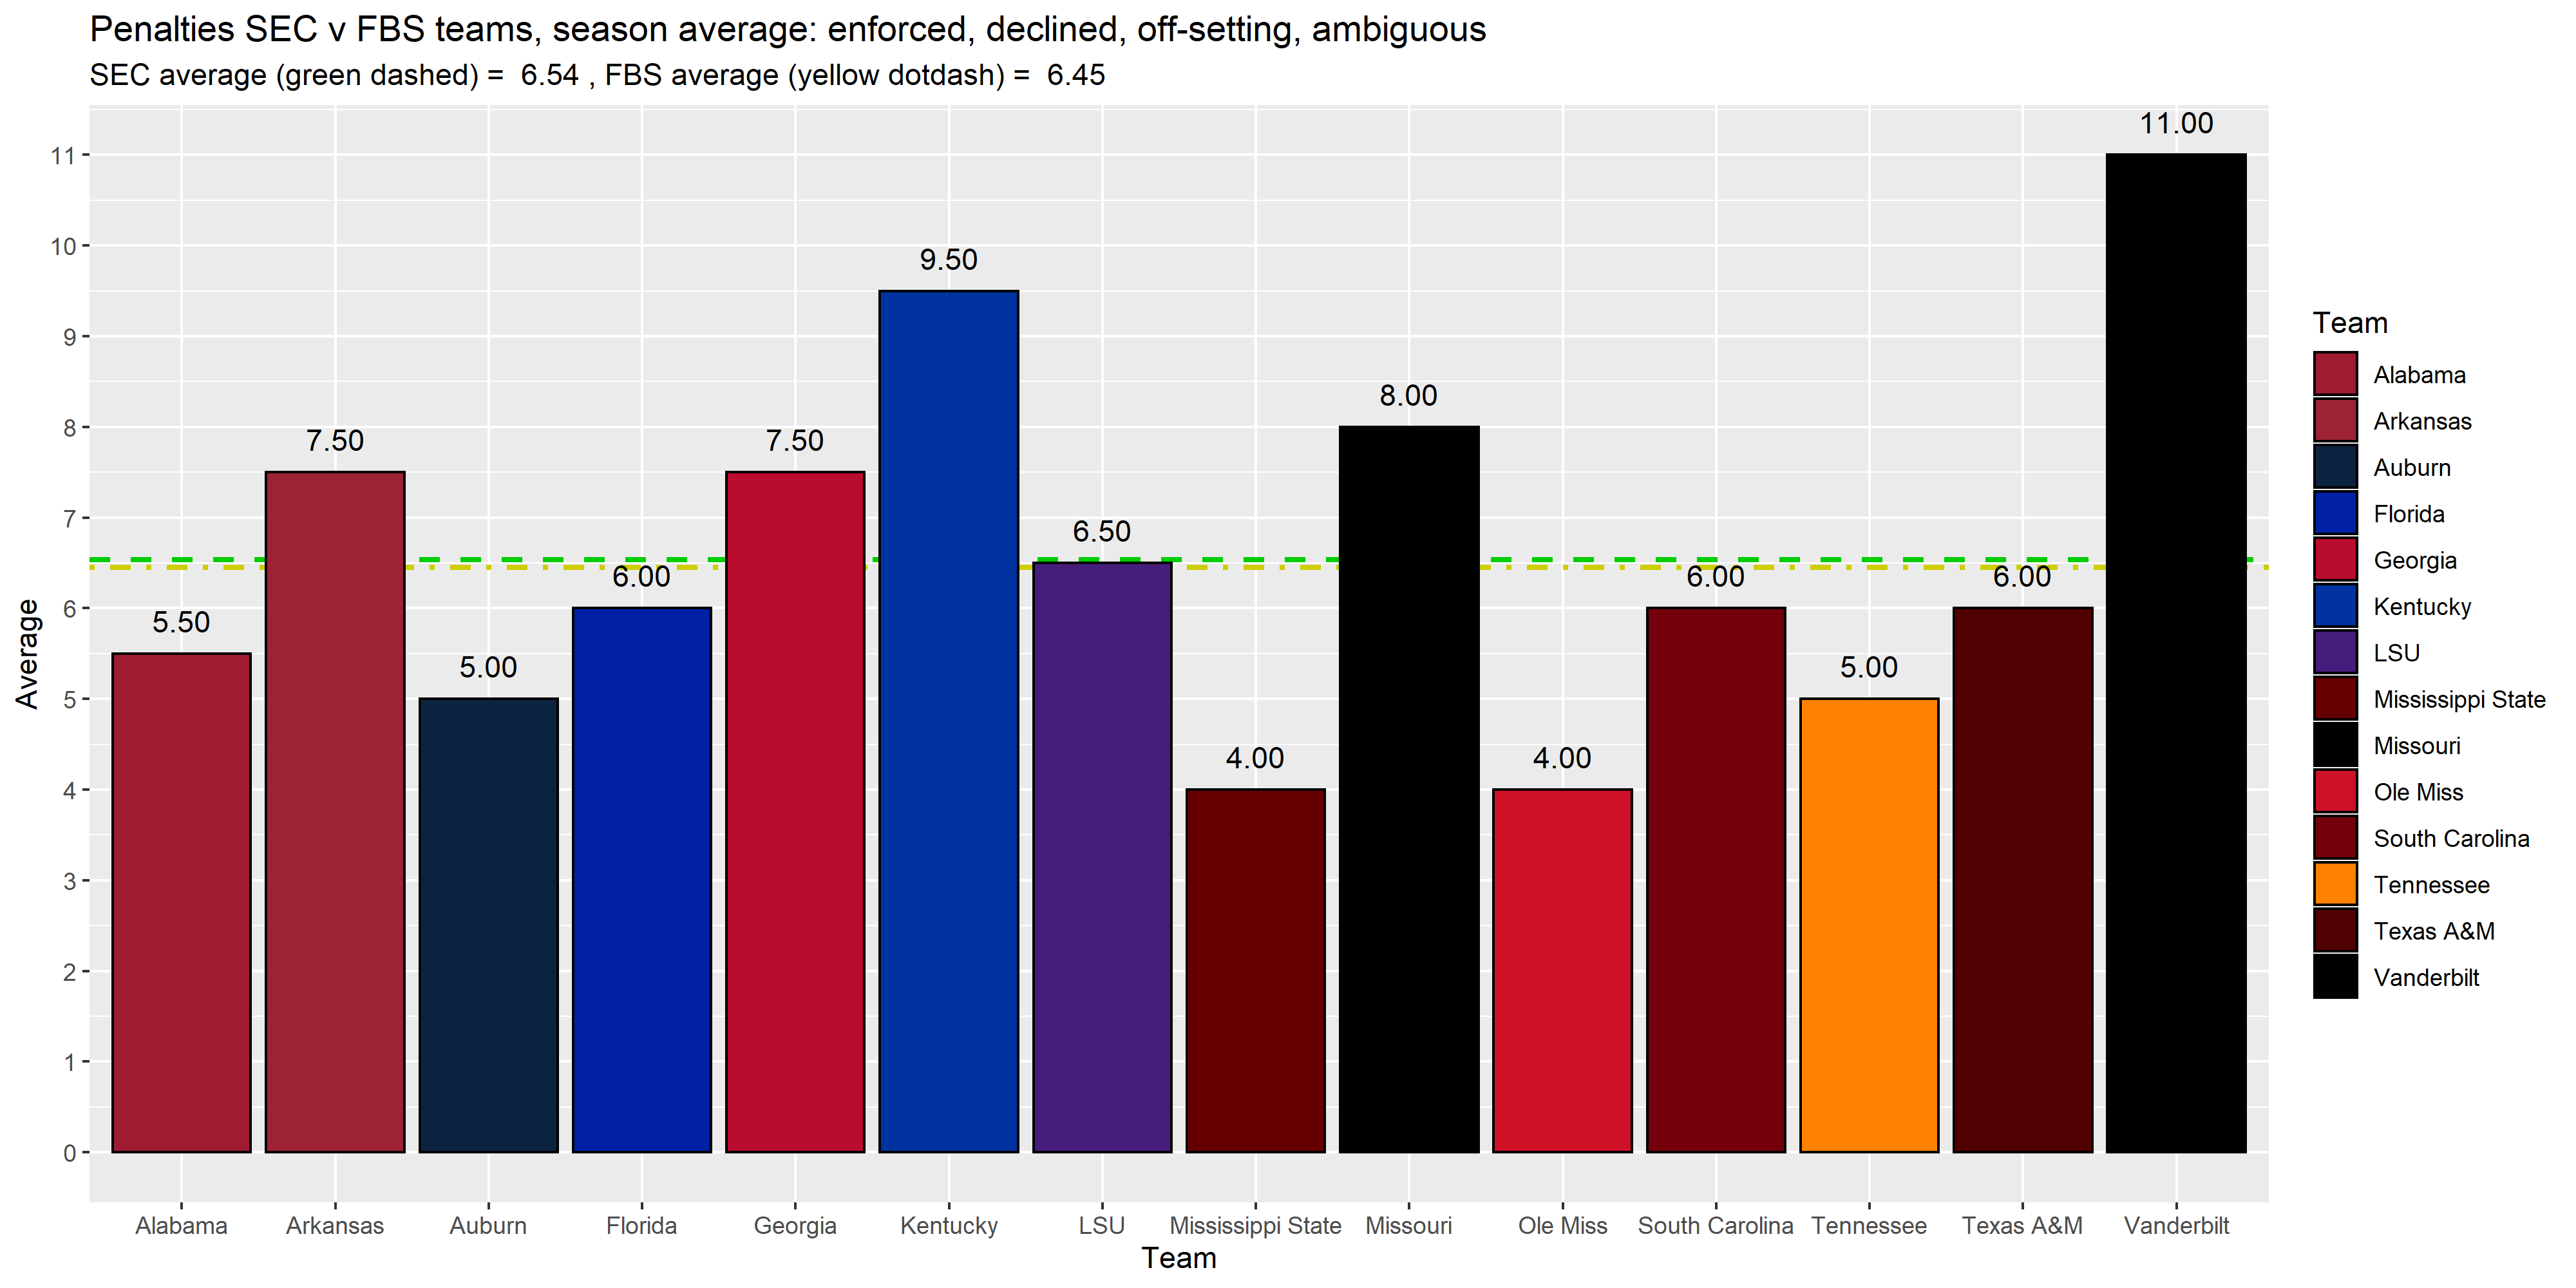 Penalties SEC v FBS teams, season average: enforced, declined, off-setting, ambiguous
SEC average (green dashed) =  6.54 , FBS average (yellow dotdash) =  6.45
11.00
11
10
9.50
9
8.00
8
7.50
7.50
7
6.50
6.00
6.00
6.00
6
5.50
5.00
5.00
5
4.00
4.00
4
3
2
1
0
Average
Alabama Arkansas Auburn Florida Georgia Kentucky LSU Mississippi State Missouri Ole Miss South Carolina Tennessee Texas A&M Vanderbilt
Team
Team
Alabama
Arkansas
Auburn
Florida
Georgia
Kentucky
LSU
Mississippi State
Missouri
Ole Miss
South Carolina
Tennessee
Texas A&M
Vanderbilt